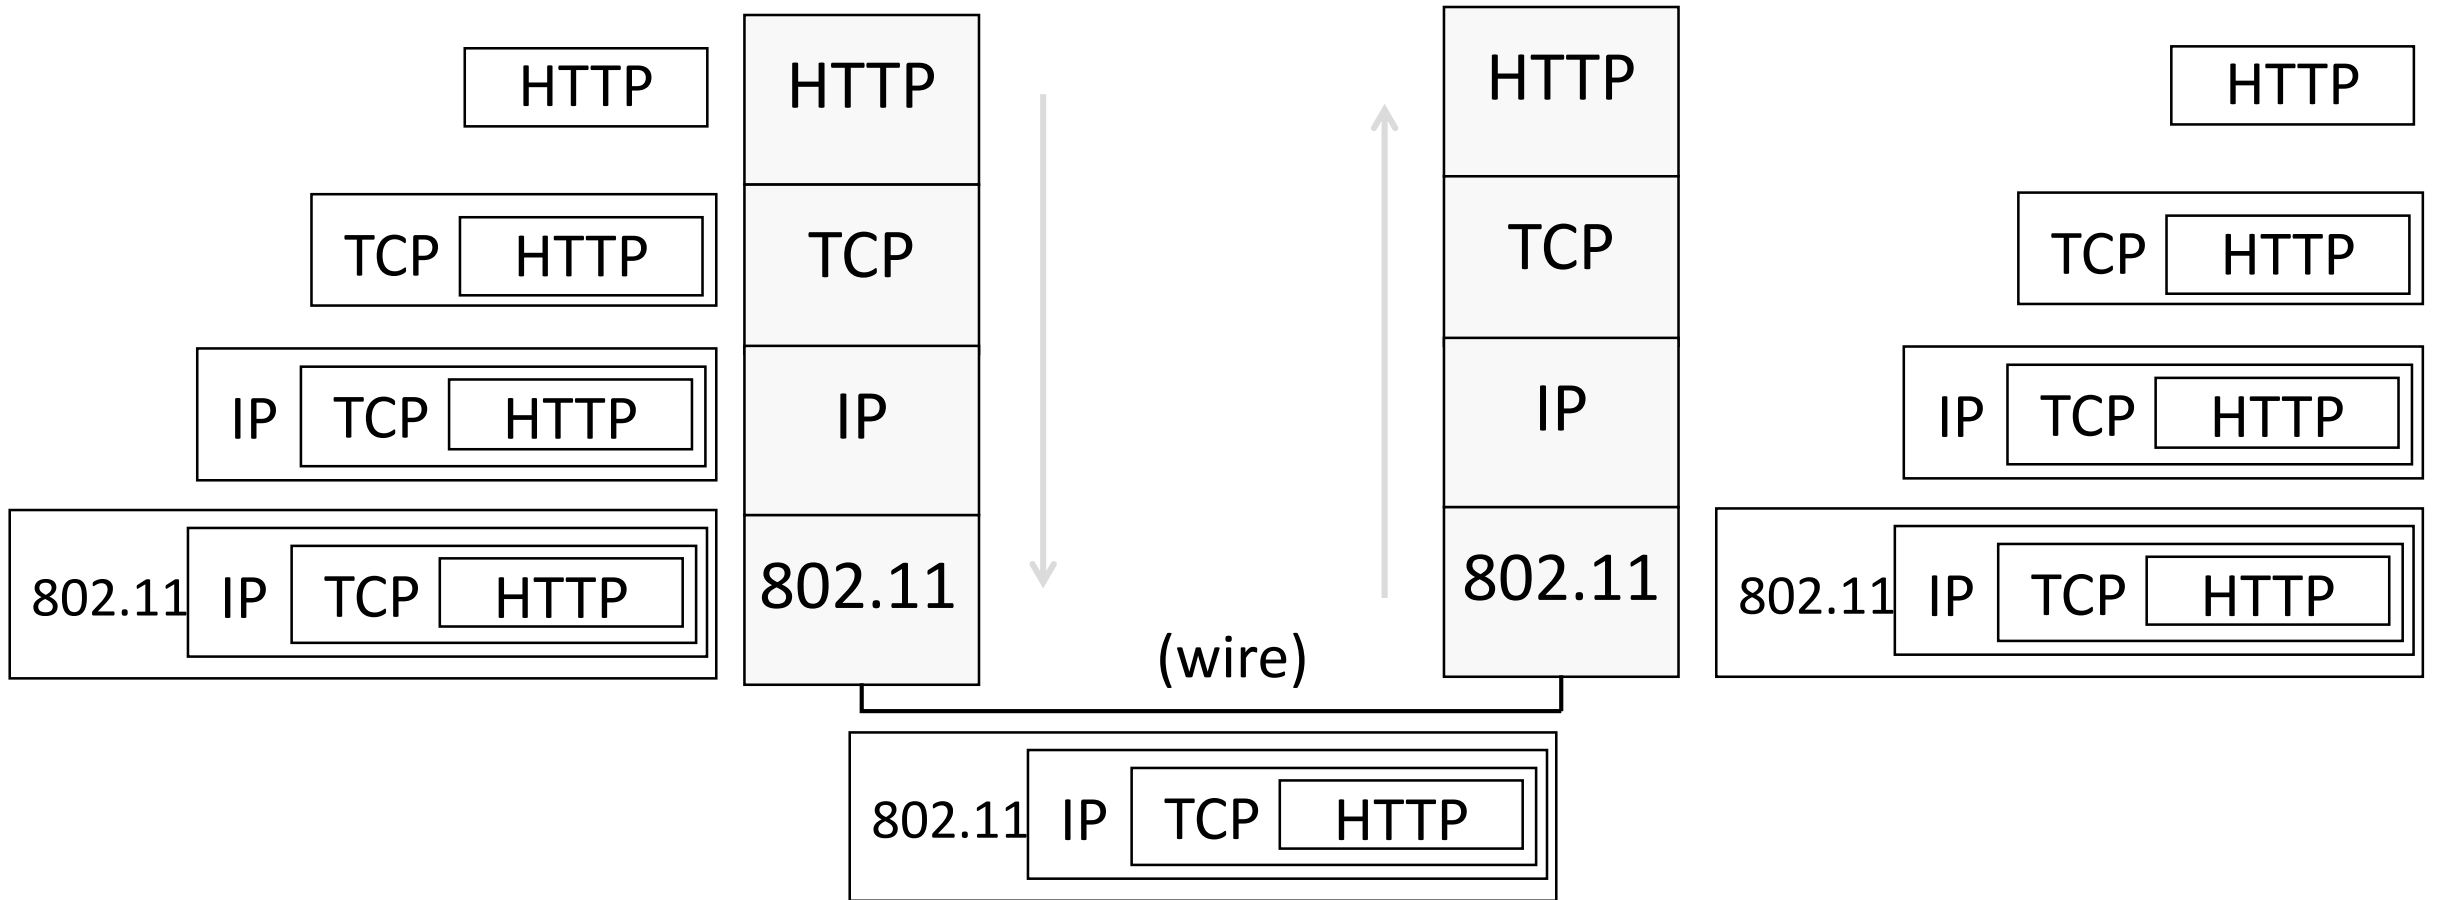 HTTP HTTP HTTP HTTP
TCP HTTP TCP TCP TCP HTTP
IP TCP HTTP IP IP IP TCP HTTP
802.11 IP TCP HTTP 802.11 802.11 802.11 IP TCP HTTP
(wire)
802.11 IP TCP HTTP